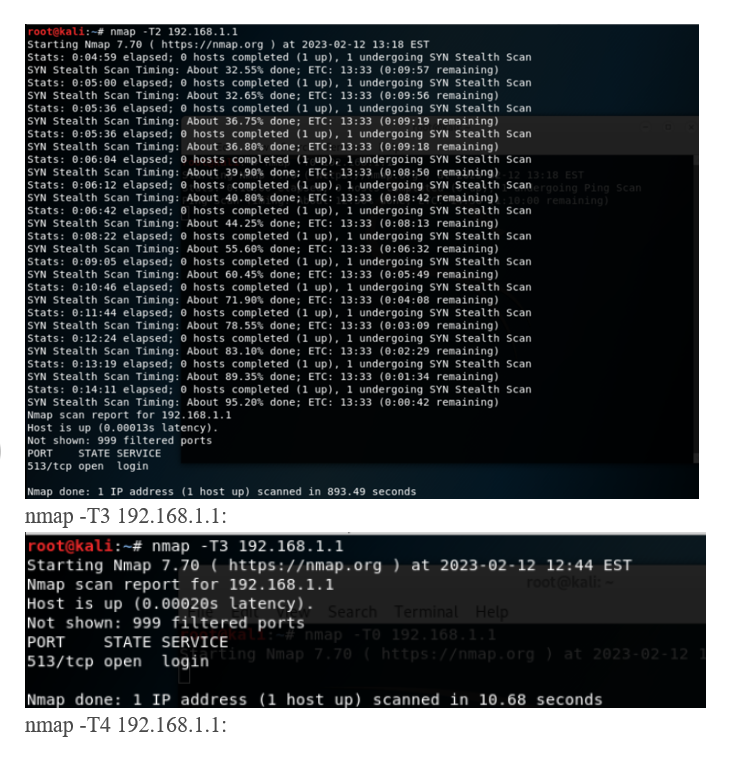 root@kali:~# nmap -T2 192.168.1.1
Starting Nmap 7.70 ( https://nmap.org ) at 2023-02-12 13:18 EST
Stats: 0:04:59 elapsed; 0 hosts completed (1 up), 1 undergoing SYN Stealth Scan
SYN Stealth Scan Timing: About 32.55% done; ETC: 13:33 (0:09:57 remaining)
Stats: 0:05:00 elapsed; 0 hosts completed (1 up), 1 undergoing SYN Stealth Scan
SYN Stealth Scan Timing: About 32.65% done; ETC: 13:33 (0:09:56 remaining)
Stats: 0:05:36 elapsed; 0 hosts completed (1 up), 1 undergoing SYN Stealth Scan
SYN Stealth Scan Timing: About 36.75% done; ETC: 13:33 (0:09:19 remaining)
Stats: 0:05:36 elapsed; 0 hosts completed (1 up), 1 undergoing SYN Stealth Scan
SYN Stealth Scan Timing: About 36.80% done; ETC: 13:33 (0:09:18 remaining)
Stats: 0:06:04 elapsed; 0 hosts completed (1 up), 1 undergoing SYN Stealth Scan
SYN Stealth Scan Timing: About 39.90% done; ETC: 13:33 (0:08:50 remaining)
Stats: 0:06:12 elapsed; 0 hosts completed (1 up), 1 undergoing SYN Stealth Scan
SYN Stealth Scan Timing: About 40.80% done; ETC: 13:33 (0:08:42 remaining)
Stats: 0:06:42 elapsed; 0 hosts completed (1 up), 1 undergoing SYN Stealth Scan
SYN Stealth Scan Timing: About 44.25% done; ETC: 13:33 (0:08:13 remaining)
Stats: 0:08:22 elapsed; 0 hosts completed (1 up), 1 undergoing SYN Stealth Scan
SYN Stealth Scan Timing: About 55.60% done; ETC: 13:33 (0:06:32 remaining)
Stats: 0:09:05 elapsed; 0 hosts completed (1 up), 1 undergoing SYN Stealth Scan
SYN Stealth Scan Timing: About 60.45% done; ETC: 13:33 (0:05:49 remaining)
Stats: 0:10:46 elapsed; 0 hosts completed (1 up), 1 undergoing SYN Stealth Scan
SYN Stealth Scan Timing: About 71.90% done; ETC: 13:33 (0:04:08 remaining)
Stats: 0:11:44 elapsed; 0 hosts completed (1 up), 1 undergoing SYN Stealth Scan
SYN Stealth Scan Timing: About 78.55% done; ETC: 13:33 (0:03:09 remaining)
Stats: 0:12:24 elapsed; 0 hosts completed (1 up), 1 undergoing SYN Stealth Scan
SYN Stealth Scan Timing: About 83.10% done; ETC: 13:33 (0:02:29 remaining)
Stats: 0:13:19 elapsed; 0 hosts completed (1 up), 1 undergoing SYN Stealth Scan
SYN Stealth Scan Timing: About 89.35% done; ETC: 13:33 (0:01:34 remaining)
Stats: 0:14:11 elapsed; 0 hosts completed (1 up), 1 undergoing SYN Stealth Scan
SYN Stealth Scan Timing: About 95.20% done; ETC: 13:33 (0:00:42 remaining)
Nmap scan report for 192.168.1.1
Host is up (0.00013s latency).
Not shown: 999 filtered ports
PORT STATE SERVICE
513/tcp open login
Nmap done: 1 IP address (1 host up) scanned in 893.49 seconds
nmap -T3 192.168.1.1:
root@kali:~# nmap -T3 192.168.1.1
Starting Nmap 7.70 ( https://nmap.org ) at 2023-02-12 12:44 EST
Nmap scan report for 192.168.1.1
root@kali: ~
Host is up (0.00020s latency).
File Edit View Search Terminal Help
Not shown: 999 filtered ports
nmap -T0 192.168.1.1
PORT STATE SERVICE
Starting Nmap 7.70 ( https://nmap.org ) at 2023-02-12 1
513/tcp open login
Nmap done: 1 IP address (1 host up) scanned in 10.68 seconds
nmap -T4 192.168.1.1: